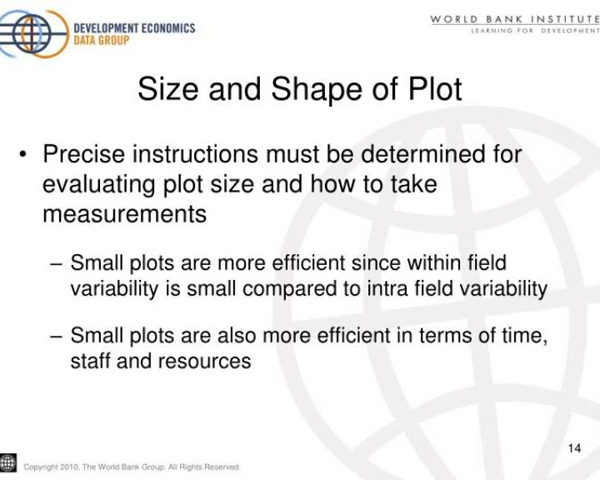 DEVELOPMENT ECONOMICS
DATA GROUP
WORLD BANK INSTITUTE
LEARNING FOR DEVELOPMENT
Size and Shape of Plot
• Precise instructions must be determined for
evaluating plot size and how to take
measurements
– Small plots are more efficient since within field
variability is small compared to intra field variability
– Small plots are also more efficient in terms of time,
staff and resources
14
Copyright 2010, The World Bank Group. All Rights Reserved.